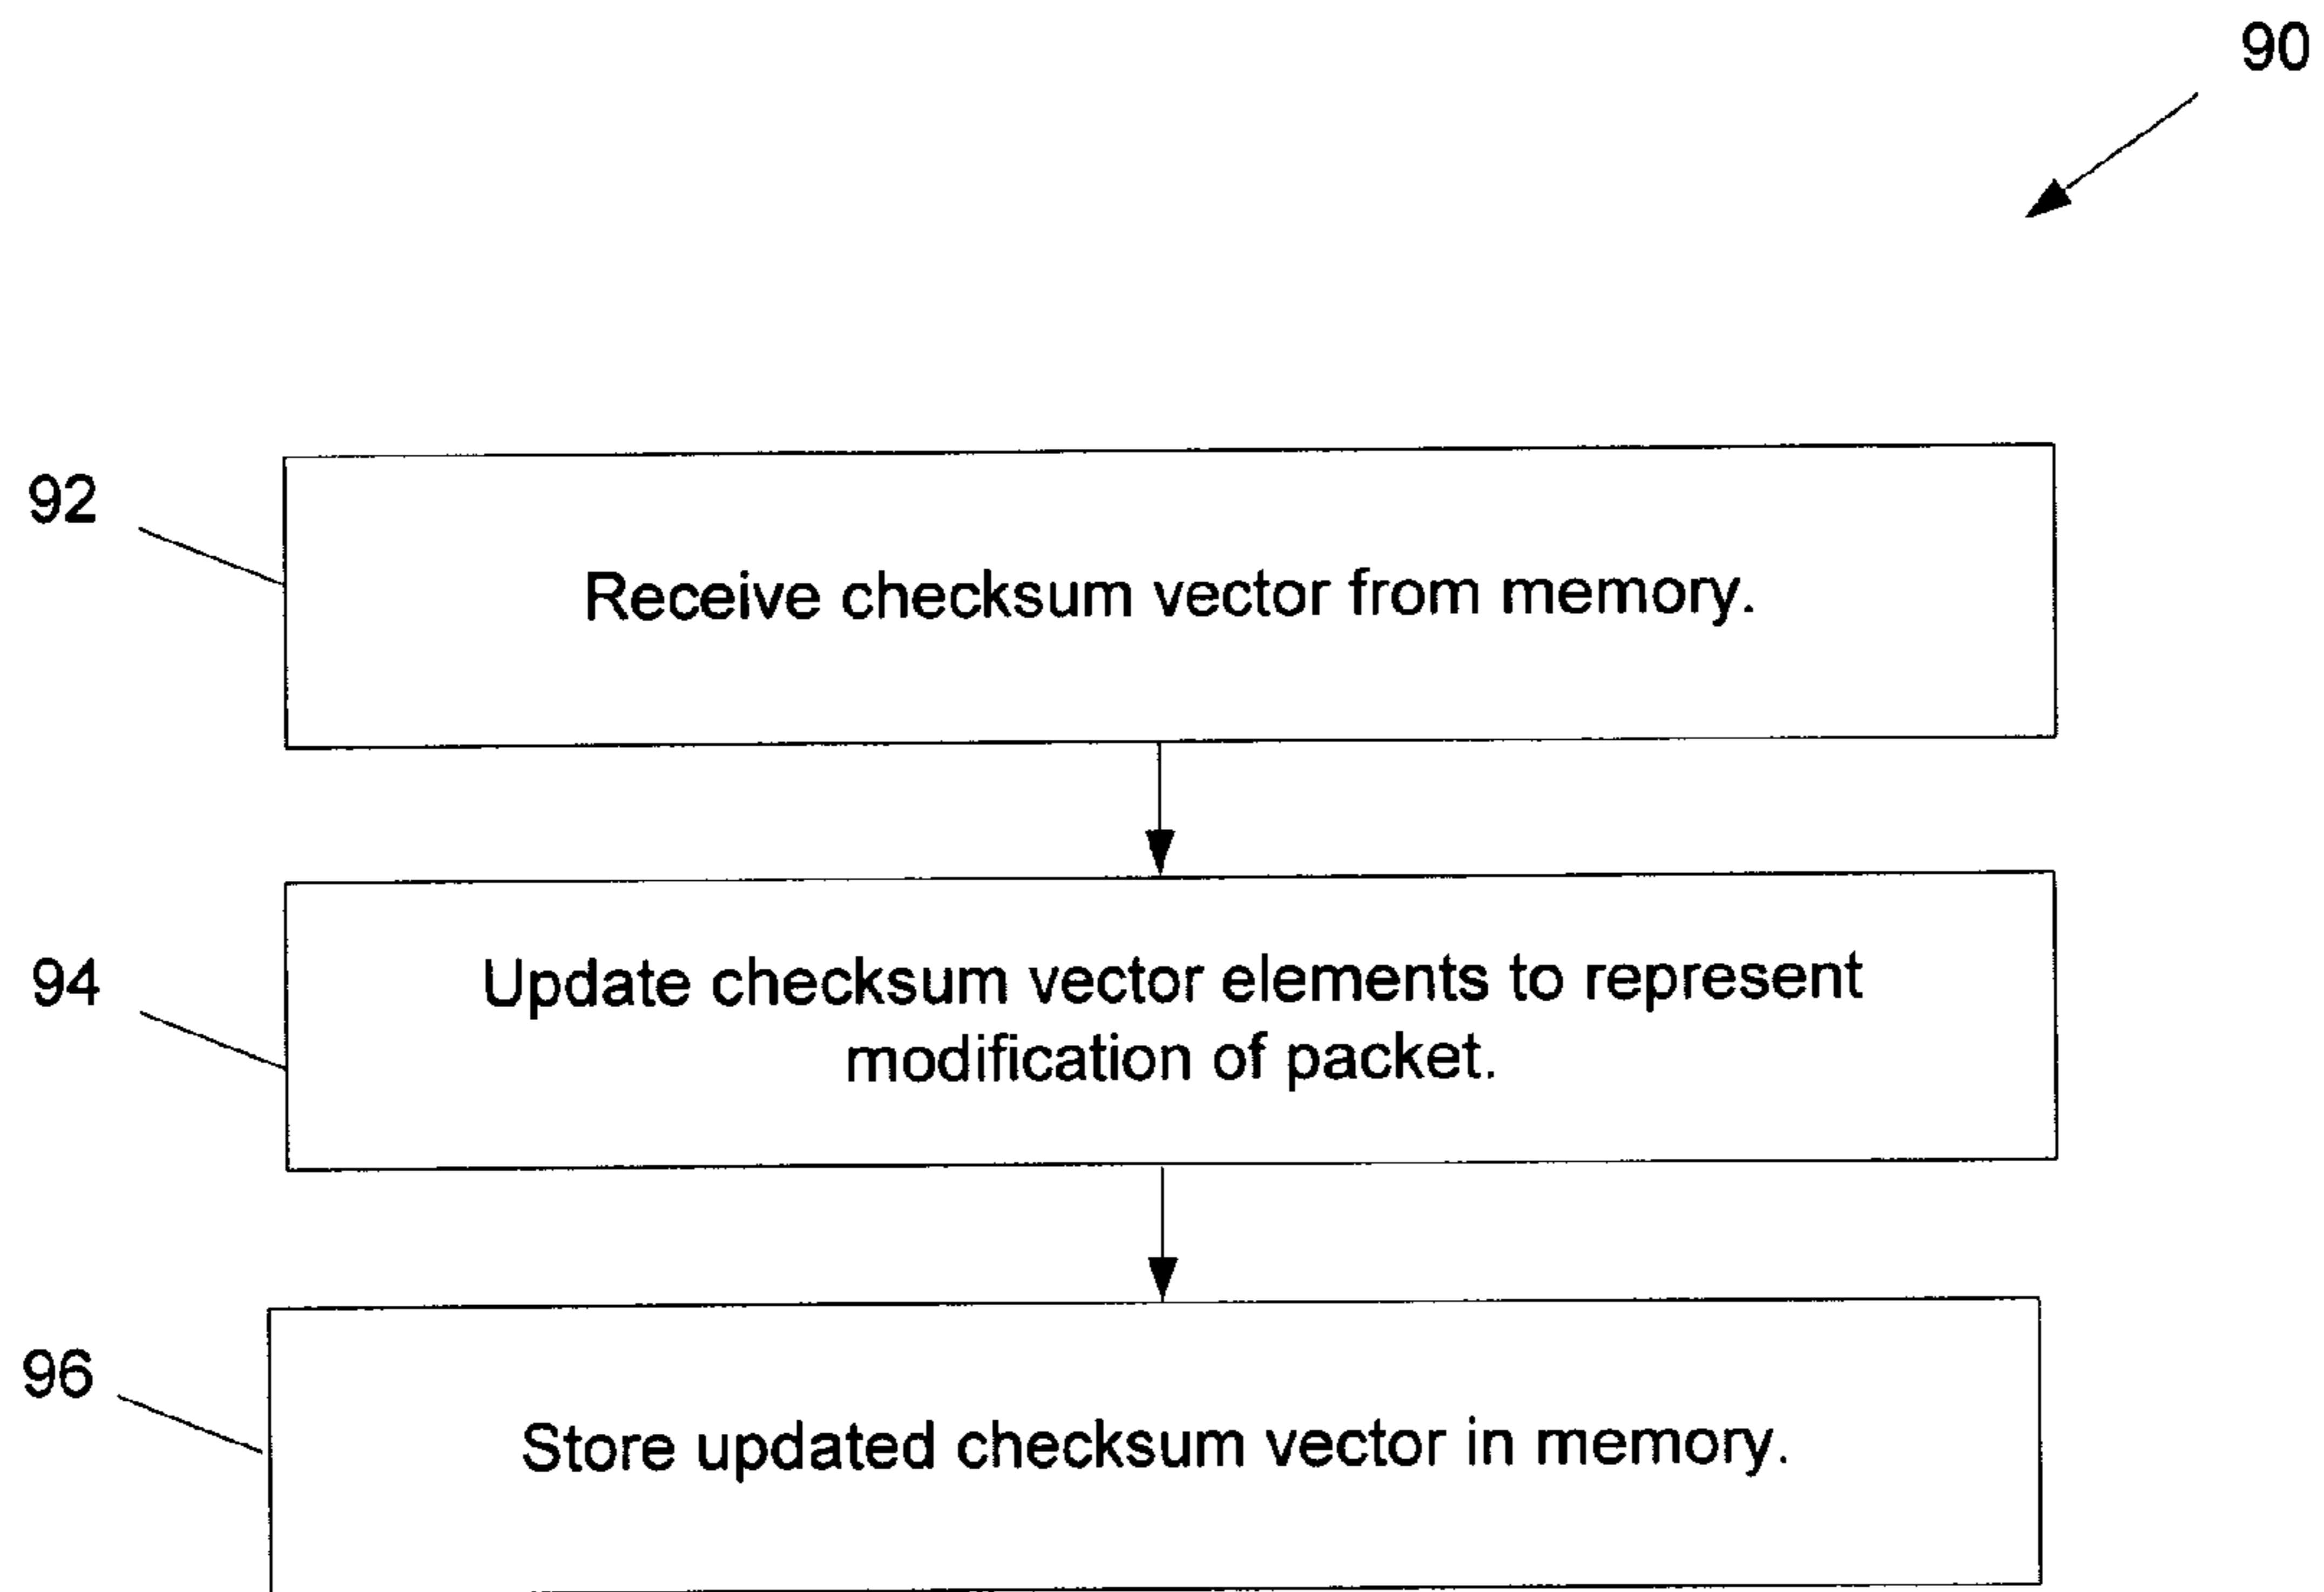 90
92
Receive checksum vector from memory.
94
Update checksum vector elements to represent
modification of packet.
96
Store updated checksum vector in memory.